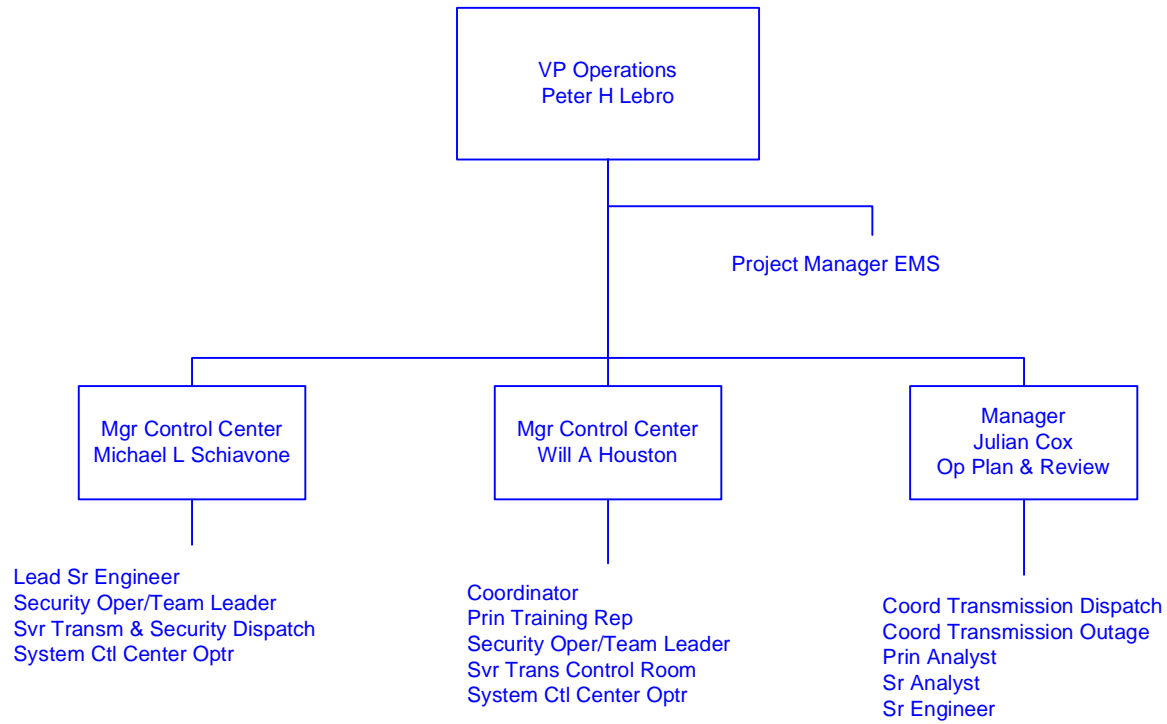 VP Operations
Peter H Lebro
Project Manager EMS
Mgr Control Center
Michael L Schiavone
Mgr Control Center
Will A Houston
Manager
Julian Cox
Op Plan & Review
Lead Sr Engineer
Security Oper/Team Leader
Svr Transm & Security Dispatch
System Ctl Center Optr
Coordinator
Prin Training Rep
Security Oper/Team Leader
Svr Trans Control Room
System Ctl Center Optr
Coord Transmission Dispatch
Coord Transmission Outage
Prin Analyst
Sr Analyst
Sr Engineer